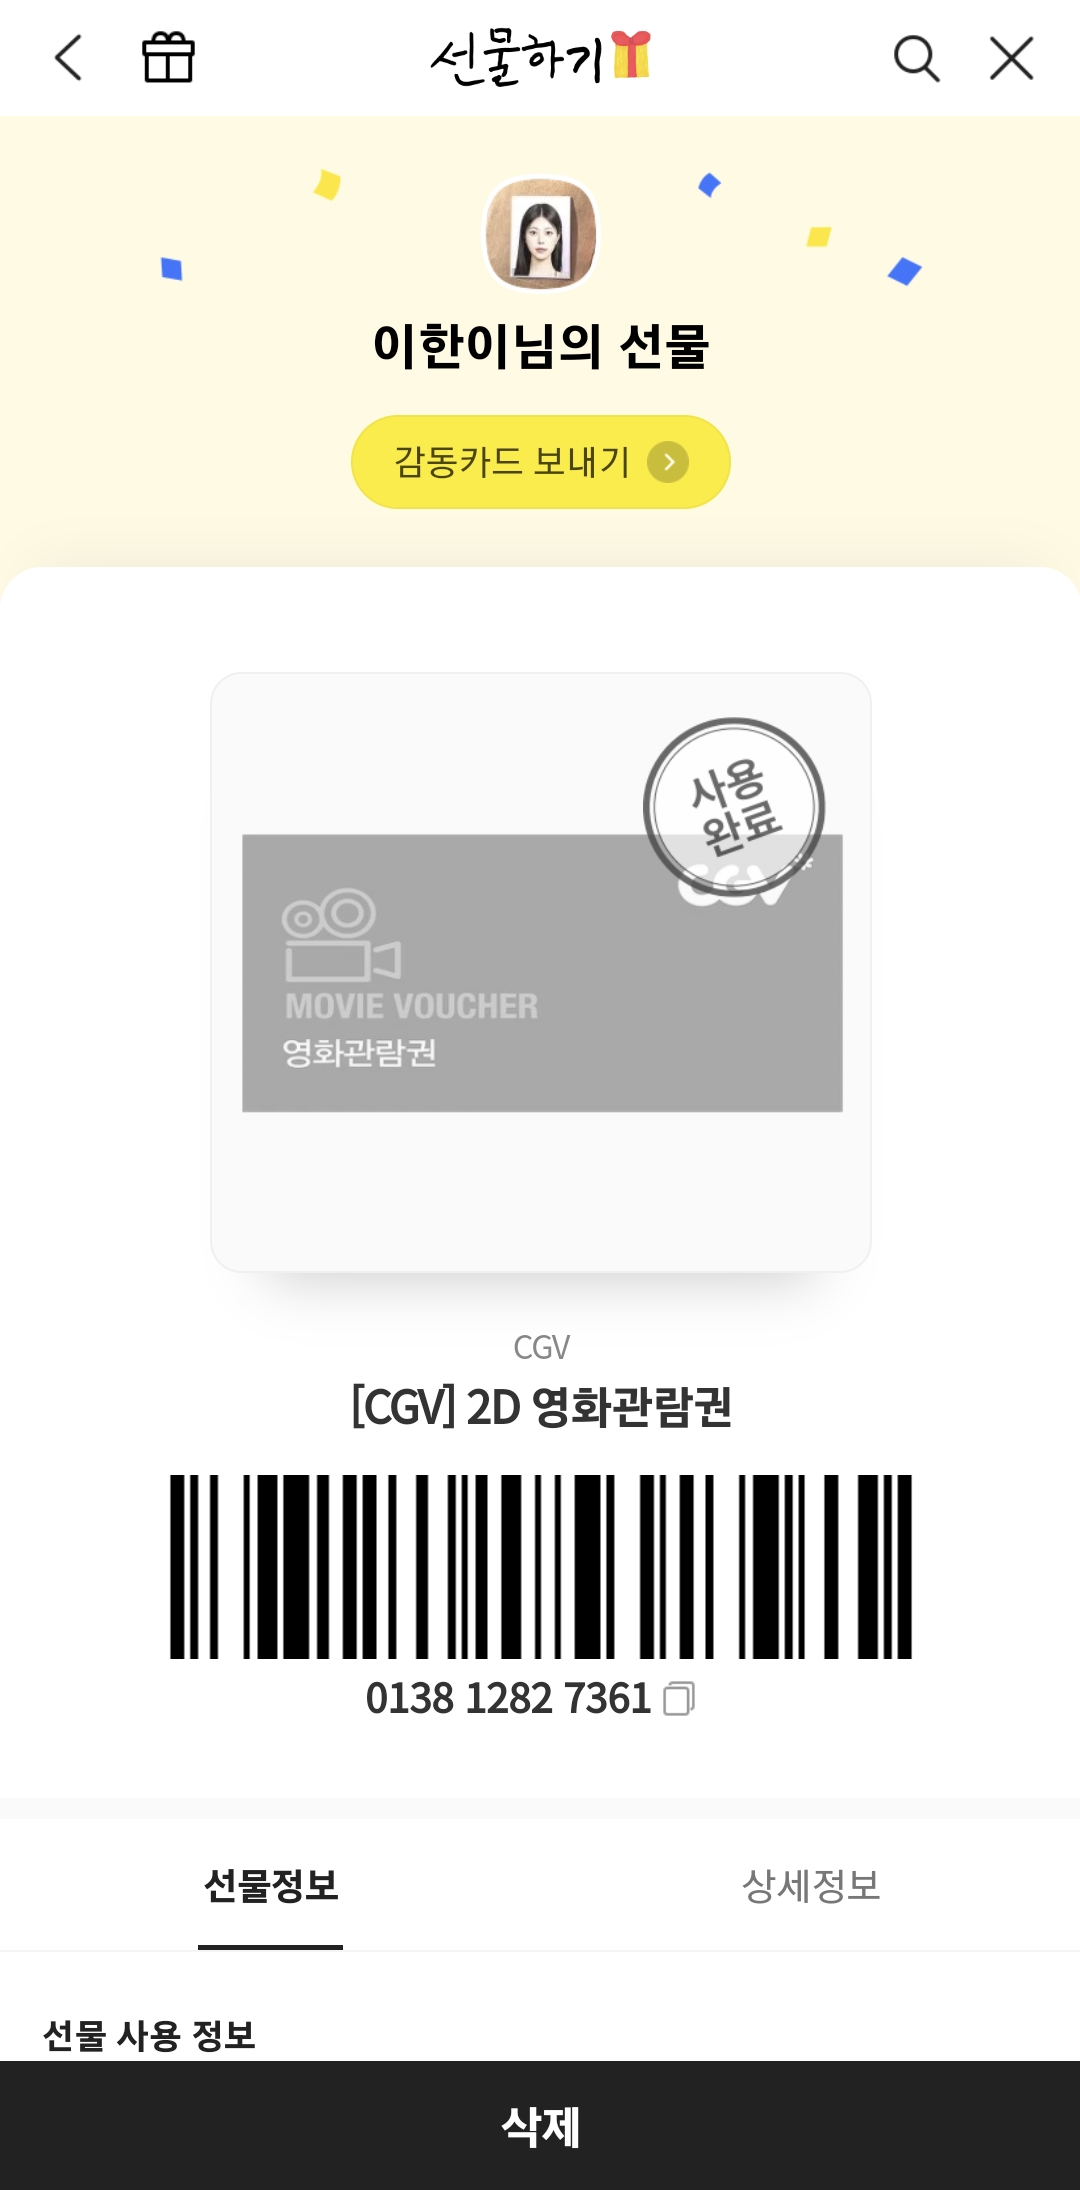 선물하기
이한이님의 선물
감동카드 보내기
사용
완료
CGV
MOVIE VOUCHER
영화관람권
CGV
[CGV] 2D 영화관람권
0138 1282 7361
선물정보
상세정보
선물 사용 정보
삭제